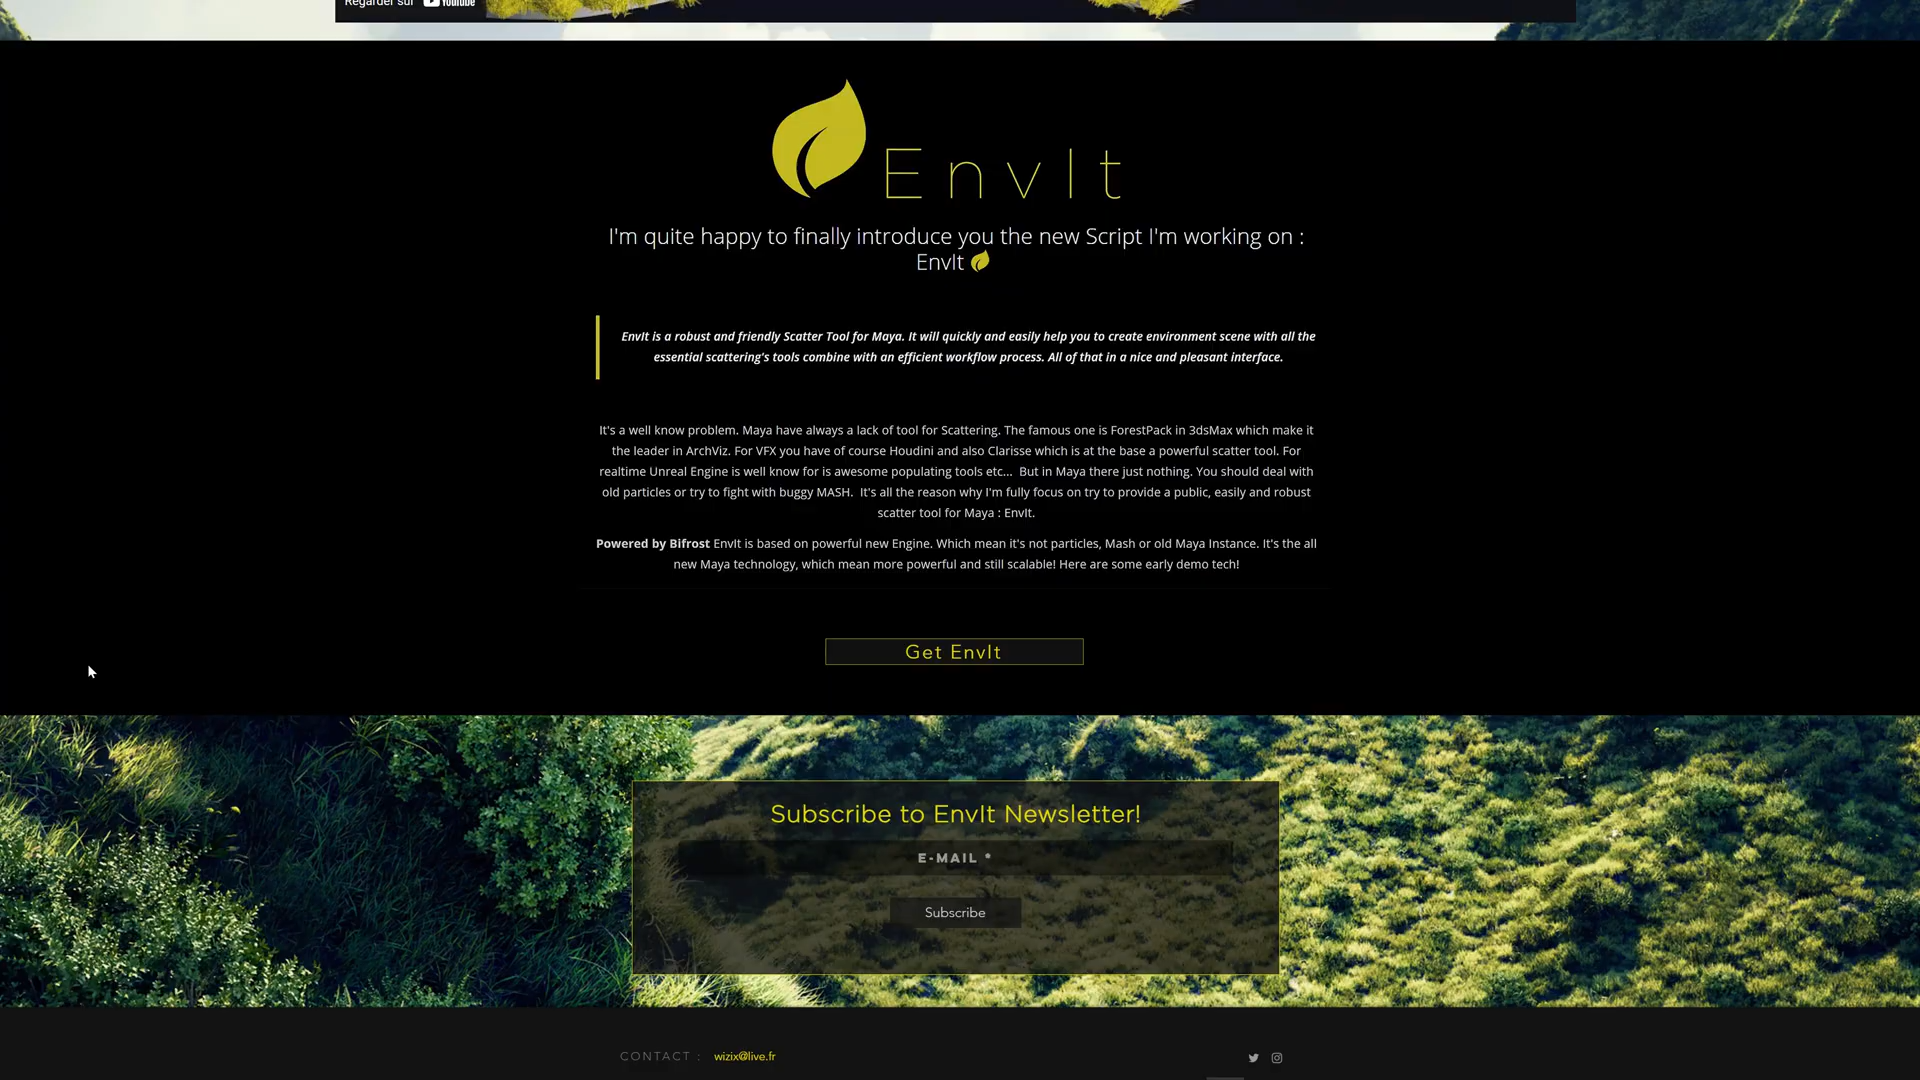 Regarder sur YouTube
EnvIt
I'm quite happy to finally introduce you the new Script I'm working on :
EnvIt
EnvIt is a robust and friendly Scatter Tool for Maya. It will quickly and easily help you to create environment scene with all the
essential scattering's tools combine with an efficient workflow process. All of that in a nice and pleasant interface.
It's a well know problem. Maya have always a lack of tool for Scattering. The famous one is ForestPack in 3dsMax which make it
the leader in ArchViz. For VFX you have of course Houdini and also Clarisse which is at the base a powerful scatter tool. For
realtime Unreal Engine is well know for is awesome populating tools etc... But in Maya there just nothing. You should deal with
old particles or try to fight with buggy MASH. It's all the reason why I'm fully focus on try to provide a public, easily and robust
scatter tool for Maya : EnvIt.
Powered by Bifrost EnvIt is based on powerful new Engine. Which mean it's not particles, Mash or old Maya Instance. It's the all
new Maya technology, which mean more powerful and still scalable! Here are some early demo tech!
Get EnvIt
Subscribe to EnvIt Newsletter!
E-MAIL *
Subscribe
CONTACT : wizix@live.fr